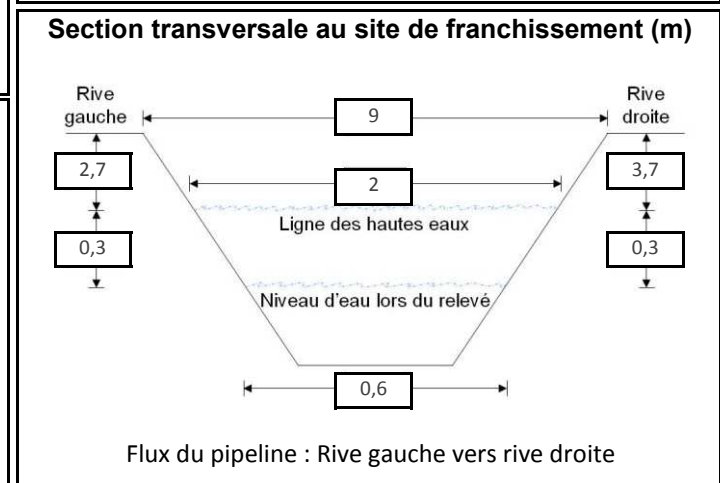 Section transversale au site de franchissement (m)
Rive
gauche
9
Rive
droite
2,7
2
3,7
Ligne des hautes eaux
0,3
0,3
Niveau d'eau lors du relevé
0,6
Flux du pipeline : Rive gauche vers rive droite